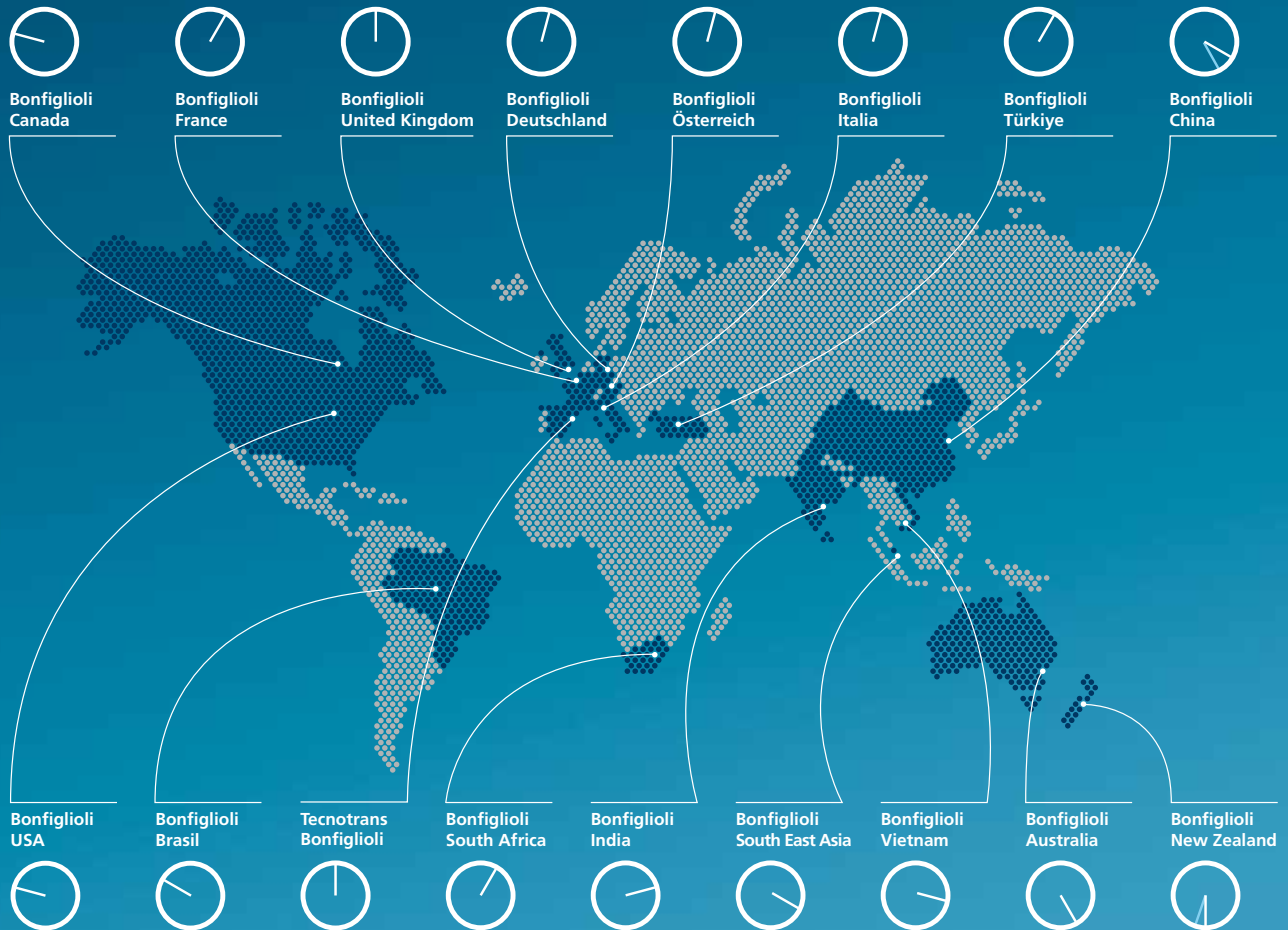 Bonfiglioli
Canada
Bonfiglioli
France
Bonfiglioli
United Kingdom
Bonfiglioli
Deutschland
Bonfiglioli
Österreich
Bonfiglioli
Italia
Bonfiglioli
Türkiye
Bonfiglioli
China
Bonfiglioli
USA
Bonfiglioli
Brasil
Tecnotrans
Bonfiglioli
Bonfiglioli
South Africa
Bonfiglioli
India
Bonfiglioli
South East Asia
Bonfiglioli
Vietnam
Bonfiglioli
Australia
Bonfiglioli
New Zealand